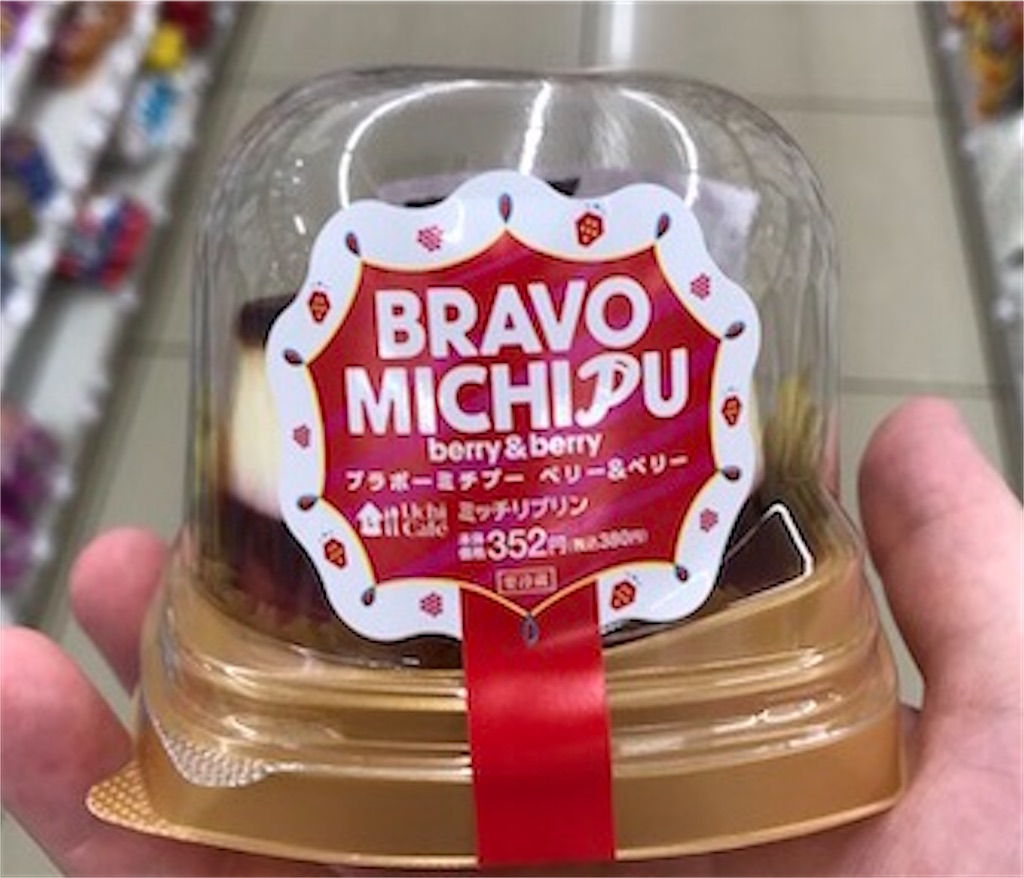 BRAVO
MICHIPU
berry&berry
ブラボーミチプー ベリー&ベリー
Uchi Café ミッチリプリン
本体価格352円(税込380円)
要冷蔵